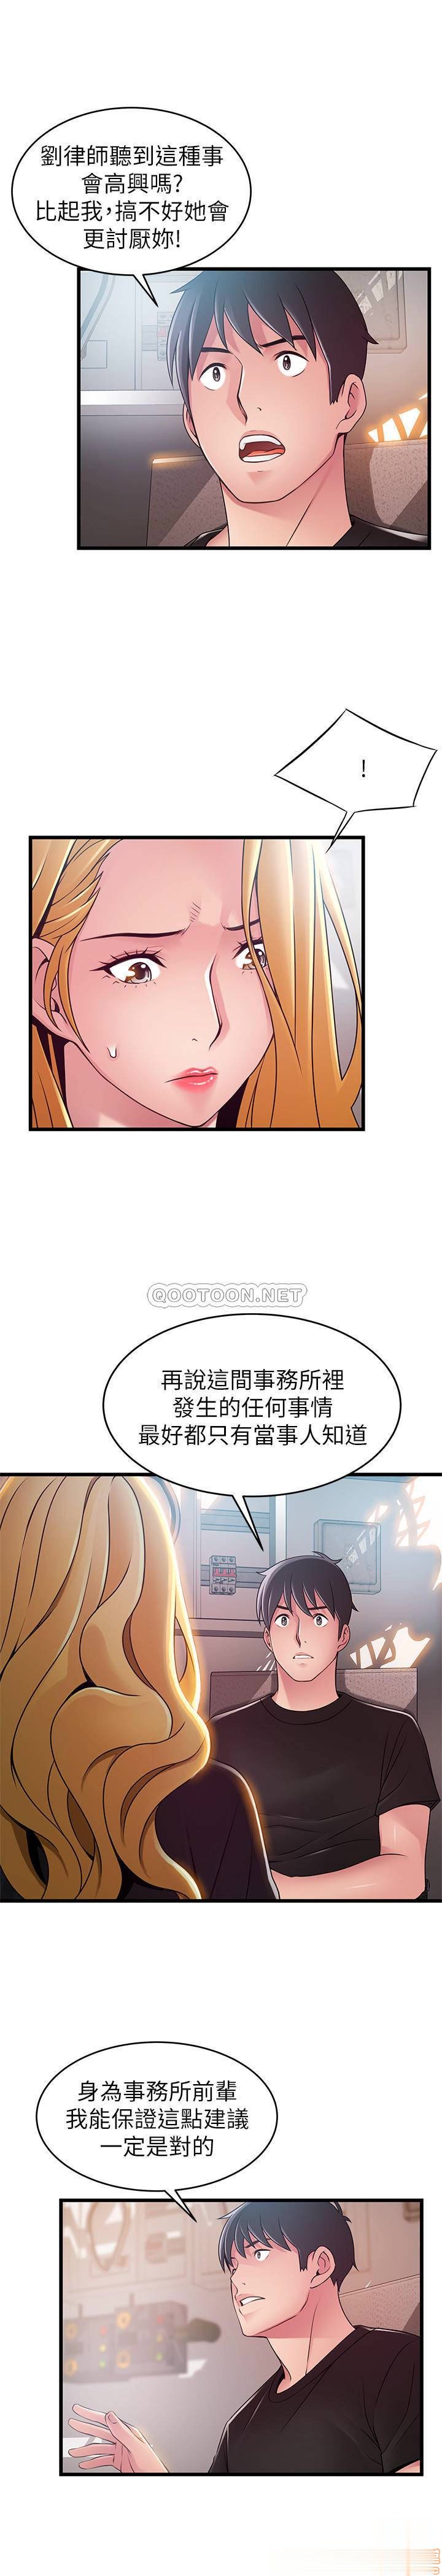 劉律師聽到這種事
會高興嗎?
比起我,搞不好她會
更討厭妳!
!
QOOTOON.NET
再說這間事務所裡
發生的任何事情
最好都只有當事人知道
身為事務所前輩
我能保證這點建議
一定是對的